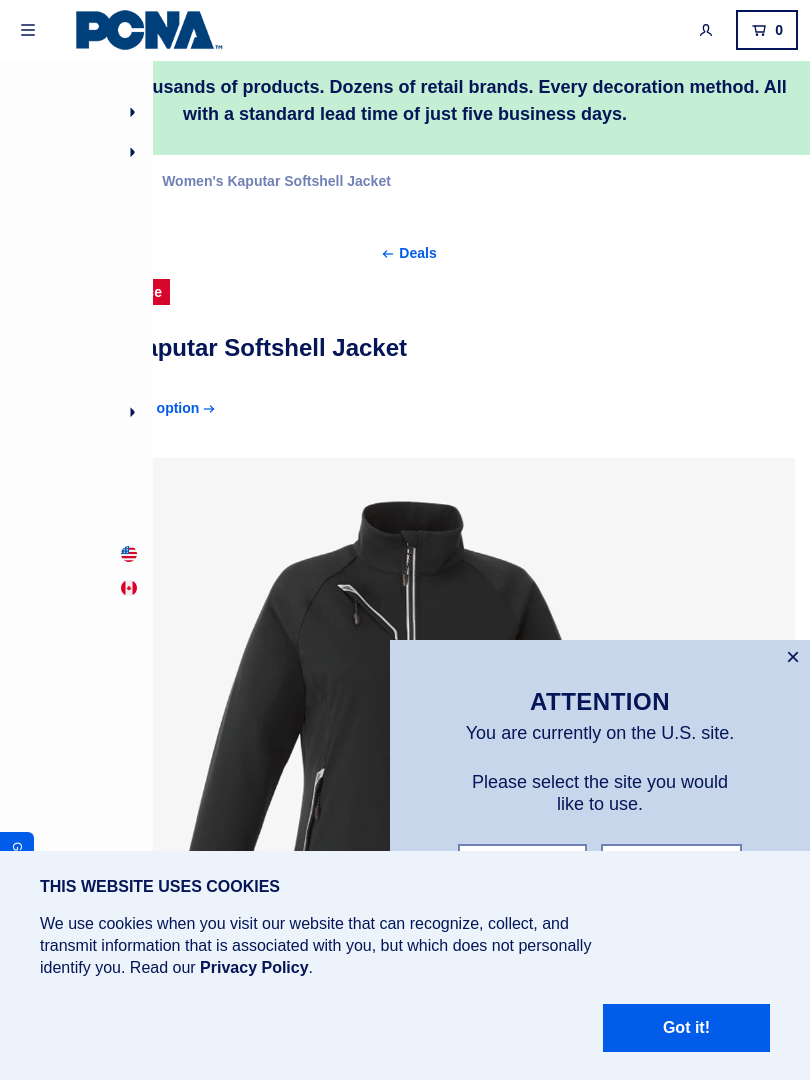 PCNA™
0
usands of products. Dozens of retail brands. Every decoration method. All
with a standard lead time of just five business days.
Women's Kaputar Softshell Jacket
← Deals
e
aputar Softshell Jacket
option →
ATTENTION
You are currently on the U.S. site.
Please select the site you would
like to use.
G
THIS WEBSITE USES COOKIES
We use cookies when you visit our website that can recognize, collect, and
transmit information that is associated with you, but which does not personally
identify you. Read our Privacy Policy.
Got it!